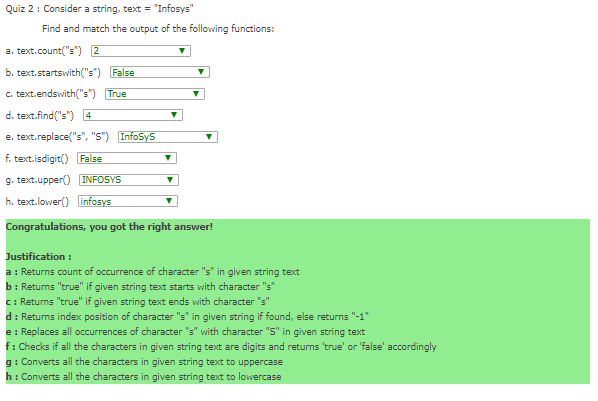 Quiz 2 : Consider a string, text = "Infosys"
Find and match the output of the following functions:
a. text.count("s") 2
b. text.startswith("s") False
c. text.endswith("s") True
d. text.find("s") 4
e. text.replace("s", "S") InfoSyS
f. text.isdigit() False
g. text.upper() INFOSYS
h. text.lower() infosys
Congratulations, you got the right answer!
Justification :
a : Returns count of occurrence of character "s" in given string text
b : Returns "true" if given string text starts with character "s"
c : Returns "true" if given string text ends with character "s"
d : Returns index position of character "s" in given string if found, else returns "-1"
e : Replaces all occurrences of character "s" with character "S" in given string text
f : Checks if all the characters in given string text are digits and returns 'true' or 'false' accordingly
g : Converts all the characters in given string text to uppercase
h : Converts all the characters in given string text to lowercase